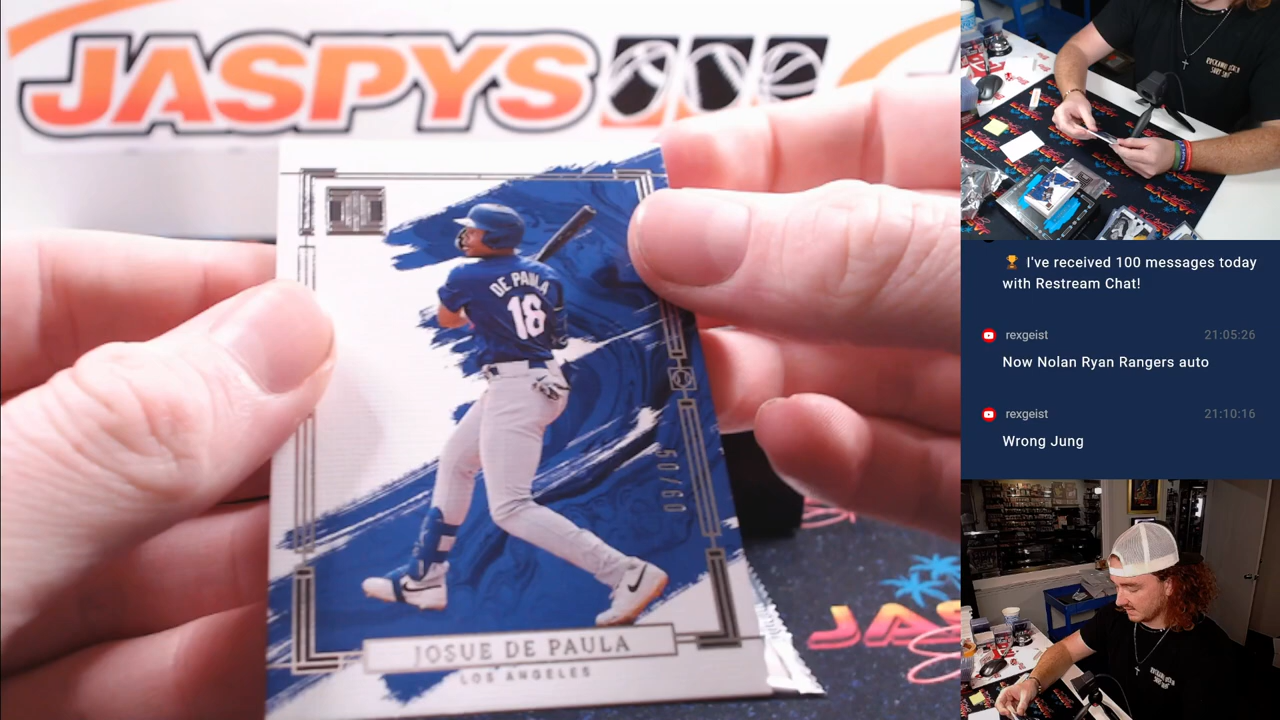 JASPYS
DE PAULA
18
50/60
JOSUE DE PAULA
LOS ANGELES
JAS
🏆 I've received 100 messages today
with Restream Chat!
rexgeist 21:05:26
Now Nolan Ryan Rangers auto
rexgeist 21:10:16
Wrong Jung